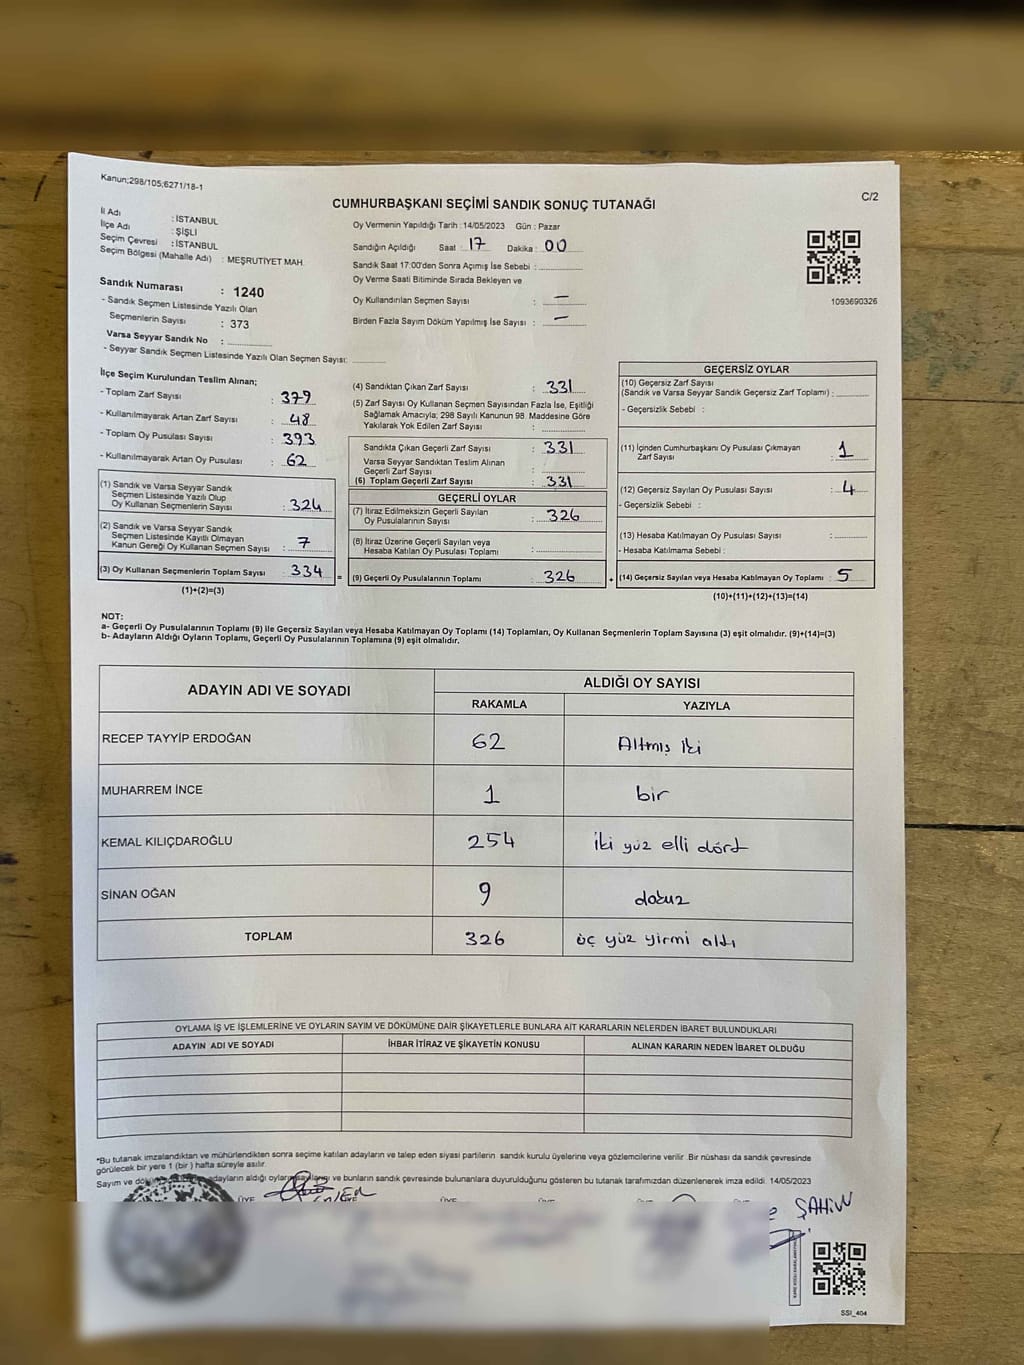 Kanun;298/105;6271/18-1
C/2
CUMHURBAŞKANI SEÇİMİ SANDIK SONUÇ TUTANAĞI
İl Adı : İSTANBUL
İlçe Adı : ŞİŞLİ
Seçim Çevresi : İSTANBUL
Seçim Bölgesi (Mahalle Adı) : MEŞRUTİYET MAH.
Sandık Numarası : 1240
- Sandık Seçmen Listesinde Yazılı Olan
Seçmenlerin Sayısı : 373
Varsa Seyyar Sandık No :
- Seyyar Sandık Seçmen Listesinde Yazılı Olan Seçmen Sayısı:
Oy Vermenin Yapıldığı Tarih :14/05/2023 Gün : Pazar
Sandığın Açıldığı Saat : 17 Dakika : 00
Sandık Saat 17:00'den Sonra Açımış İse Sebebi :
Oy Verme Saati Bitiminde Sırada Bekleyen ve
Oy Kullandırılan Seçmen Sayısı : —
Birden Fazla Sayım Döküm Yapılmış İse Sayısı : —
1093690326
İlçe Seçim Kurulundan Teslim Alınan;
- Toplam Zarf Sayısı : 379
- Kullanılmayarak Artan Zarf Sayısı : 48
- Toplam Oy Pusulası Sayısı : 393
- Kullanılmayarak Artan Oy Pusulası : 62
(1) Sandık ve Varsa Seyyar Sandık
Seçmen Listesinde Yazılı Olup
Oy Kullanan Seçmenlerin Sayısı : 324
(2) Sandık ve Varsa Seyyar Sandık
Seçmen Listesinde Kayıtlı Olmayan
Kanun Gereği Oy Kullanan Seçmen Sayısı : 7
(3) Oy Kullanan Seçmenlerin Toplam Sayısı : 334 =
(1)+(2)=(3)
(4) Sandıktan Çıkan Zarf Sayısı : 331
(5) Zarf Sayısı Oy Kullanan Seçmen Sayısından Fazla İse, Eşitliği
Sağlamak Amacıyla; 298 Sayılı Kanunun 98. Maddesine Göre
Yakılarak Yok Edilen Zarf Sayısı :
Sandıkta Çıkan Geçerli Zarf Sayısı : 331
Varsa Seyyar Sandıktan Teslim Alınan
Geçerli Zarf Sayısı :
(6) Toplam Geçerli Zarf Sayısı : 331
GEÇERLİ OYLAR
(7) İtiraz Edilmeksizin Geçerli Sayılan
Oy Pusulalarının Sayısı : 326
(8) İtiraz Üzerine Geçerli Sayılan veya
Hesaba Katılan Oy Pusulası Toplamı :
(9) Geçerli Oy Pusulalarının Toplamı : 326 +
GEÇERSİZ OYLAR
(10) Geçersiz Zarf Sayısı
(Sandık ve Varsa Seyyar Sandık Geçersiz Zarf Toplamı) :
- Geçersizlik Sebebi :
(11) İçinden Cumhurbaşkanı Oy Pusulası Çıkmayan
Zarf Sayısı : 1
(12) Geçersiz Sayılan Oy Pusulası Sayısı : 4
- Geçersizlik Sebebi :
(13) Hesaba Katılmayan Oy Pusulası Sayısı :
- Hesaba Katılmama Sebebi :
(14) Geçersiz Sayılan veya Hesaba Katılmayan Oy Toplamı : 5
(10)+(11)+(12)+(13)=(14)
NOT:
a- Geçerli Oy Pusulalarının Toplamı (9) ile Geçersiz Sayılan veya Hesaba Katılmayan Oy Toplamı (14) Toplamları, Oy Kullanan Seçmenlerin Toplam Sayısına (3) eşit olmalıdır. (9)+(14)=(3)
b- Adayların Aldığı Oyların Toplamı, Geçerli Oy Pusulalarının Toplamına (9) eşit olmalıdır.
ADAYIN ADI VE SOYADI
ALDIĞI OY SAYISI
RAKAMLA YAZIYLA
RECEP TAYYİP ERDOĞAN 62 Altmış iki
MUHARREM İNCE 1 bir
KEMAL KILIÇDAROĞLU 254 iki yüz elli dört
SİNAN OĞAN 9 dokuz
TOPLAM 326 üç yüz yirmi altı
OYLAMA İŞ VE İŞLEMLERİNE VE OYLARIN SAYIM VE DÖKÜMÜNE DAİR ŞİKAYETLERLE BUNLARA AİT KARARLARIN NELERDEN İBARET BULUNDUKLARI
ADAYIN ADI VE SOYADI İHBAR İTİRAZ VE ŞİKAYETİN KONUSU ALINAN KARARIN NEDEN İBARET OLDUĞU
*Bu tutanak imzalandıktan ve mühürlendikten sonra seçime katılan adayların ve talep eden siyasi partilerin sandık kurulu üyelerine veya gözlemcilerine verilir. Bir nüshası da sandık çevresinde
görülecek bir yere 1 (bir ) hafta süreyle asılır.
Sayım ve adayların aldığı oyların ve bunların sandık çevresinde bulunanlara duyurulduğunu gösteren bu tutanak tarafımızdan düzenlenerek imza edildi. 14/05/2023
ŞAHİN
SSI_404